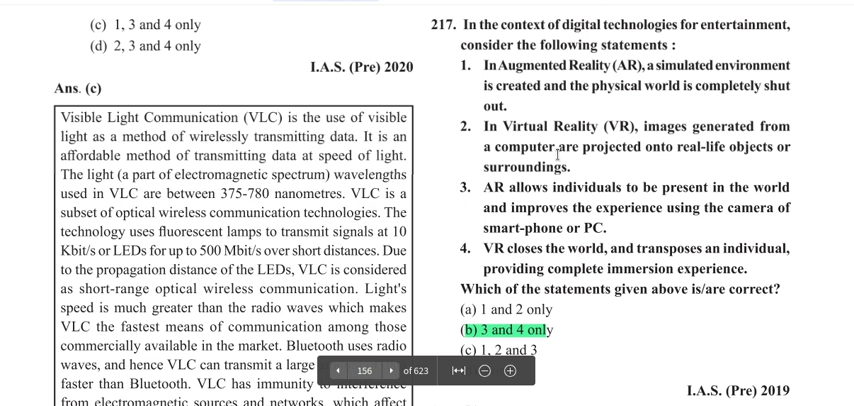 (c) 1, 3 and 4 only
(d) 2, 3 and 4 only
I.A.S. (Pre) 2020
Ans. (c)
Visible Light Communication (VLC) is the use of visible
light as a method of wirelessly transmitting data. It is an
affordable method of transmitting data at speed of light.
The light (a part of electromagnetic spectrum) wavelengths
used in VLC are between 375-780 nanometres. VLC is a
subset of optical wireless communication technologies. The
technology uses fluorescent lamps to transmit signals at 10
Kbit/s or LEDs for up to 500 Mbit/s over short distances. Due
to the propagation distance of the LEDs, VLC is considered
as short-range optical wireless communication. Light's
speed is much greater than the radio waves which makes
VLC the fastest means of communication among those
commercially available in the market. Bluetooth uses radio
waves, and hence VLC can transmit a large
faster than Bluetooth. VLC has immunity to interference
from electromagnetic sources and networks, which affect
217. In the context of digital technologies for entertainment,
consider the following statements :
1. In Augmented Reality (AR), a simulated environment
is created and the physical world is completely shut
out.
2. In Virtual Reality (VR), images generated from
a computer are projected onto real-life objects or
surroundings.
3. AR allows individuals to be present in the world
and improves the experience using the camera of
smart-phone or PC.
4. VR closes the world, and transposes an individual,
providing complete immersion experience.
Which of the statements given above is/are correct?
(a) 1 and 2 only
(b) 3 and 4 only
(c) 1, 2 and 3
I.A.S. (Pre) 2019
156 of 623